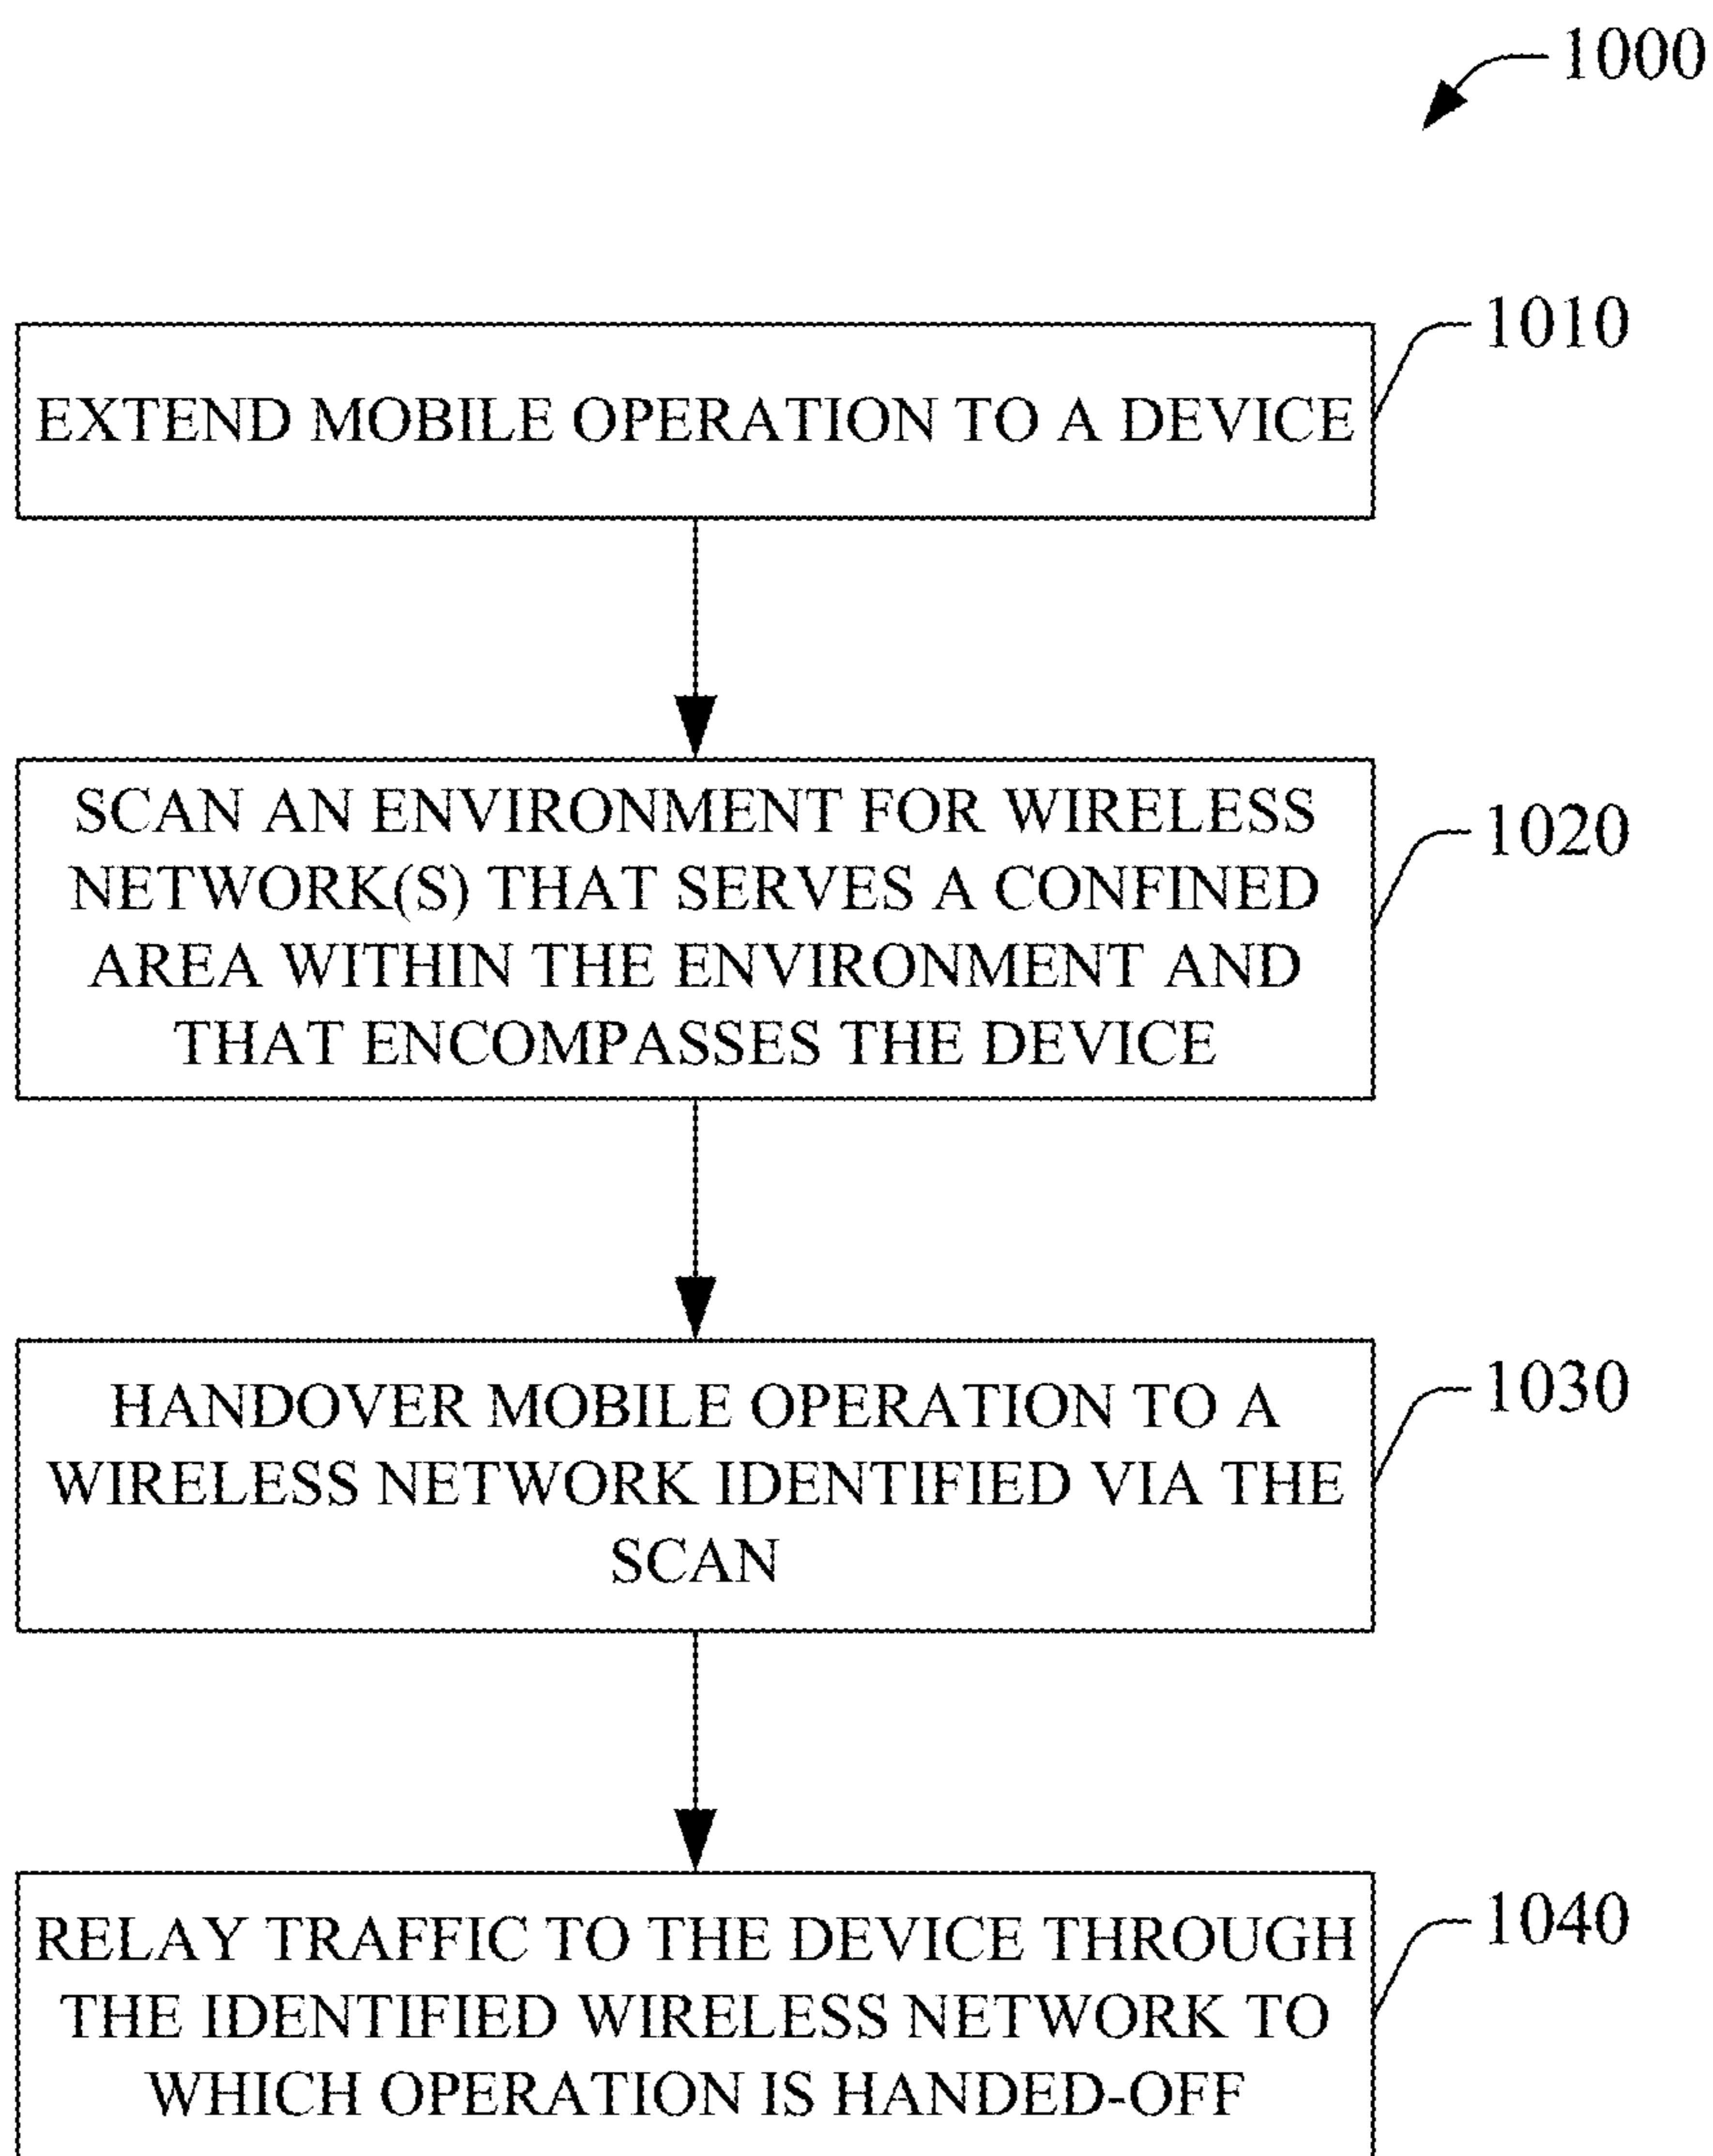 1000
1010
EXTEND MOBILE OPERATION TO A DEVICE
SCAN AN ENVIRONMENT FOR WIRELESS
1020
NETWORK(S) THAT SERVES A CONFINED
AREA WITHIN THE ENVIRONMENT AND
THAT ENCOMPASSES THE DEVICE
1030
HANDOVER MOBILE OPERATION TO A
WIRELESS NETWORK IDENTIFIED VIA THE
SCAN
1040
RELAY TRAFFIC TO THE DEVICE THROUGH
THE IDENTIFIED WIRELESS NETWORK TO
WHICH OPERATION IS HANDED-OFF